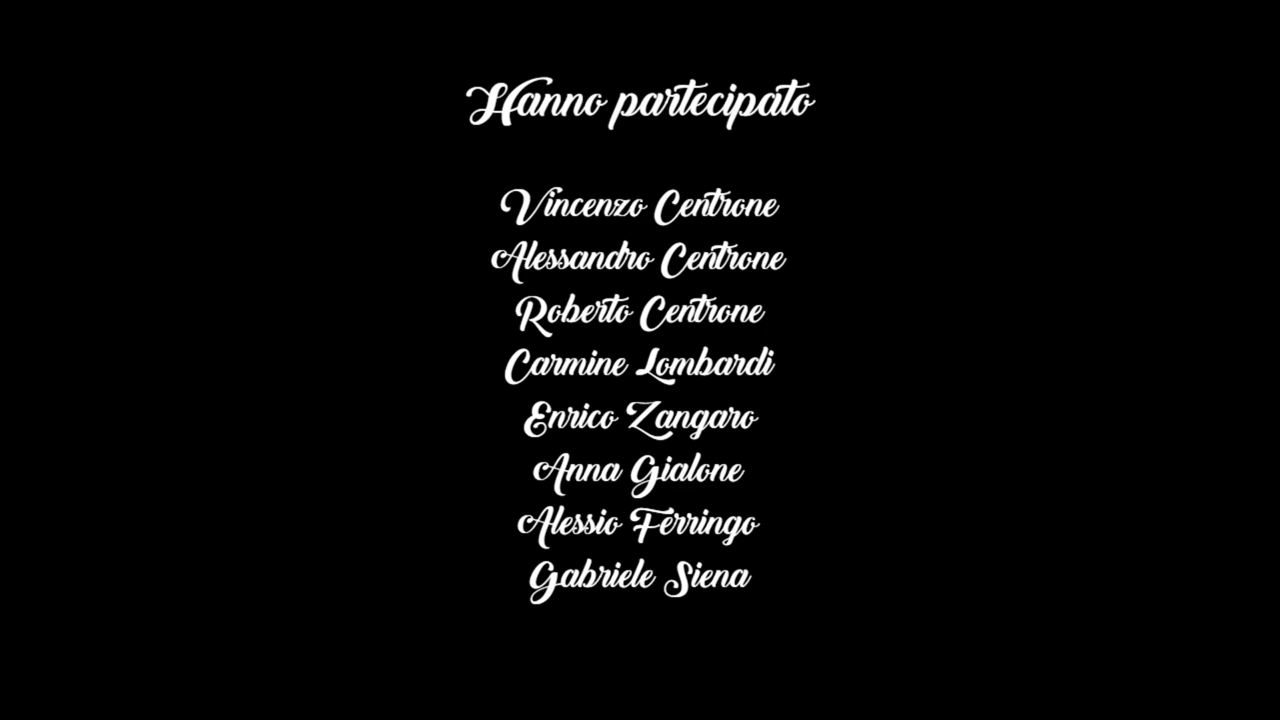 Hanno partecipato
Vincenzo Centrone
Alessandro Centrone
Roberto Centrone
Carmine Lombardi
Enrico Zangaro
Anna Gialone
Alessio Ferringo
Gabriele Siena